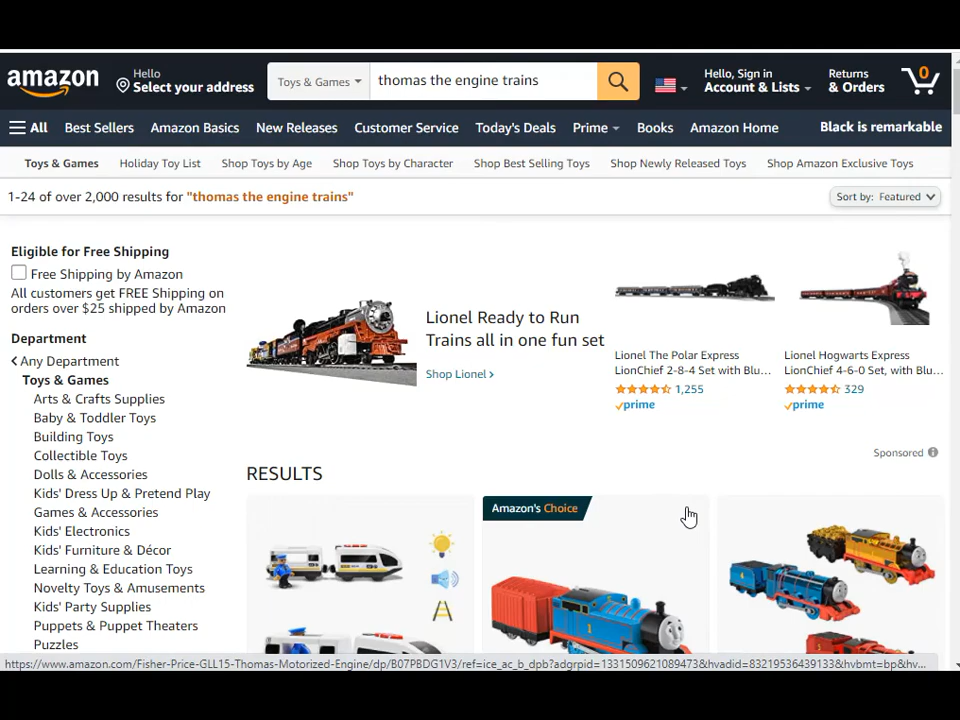 amazon
Hello
Select your address
Toys & Games
thomas the engine trains
Hello, Sign in
Account & Lists
Returns
& Orders
0
All
Best Sellers
Amazon Basics
New Releases
Customer Service
Today's Deals
Prime
Books
Amazon Home
Black is remarkable
Toys & Games
Holiday Toy List
Shop Toys by Age
Shop Toys by Character
Shop Best Selling Toys
Shop Newly Released Toys
Shop Amazon Exclusive Toys
1-24 of over 2,000 results for "thomas the engine trains"
Sort by: Featured
Eligible for Free Shipping
Free Shipping by Amazon
All customers get FREE Shipping on
orders over $25 shipped by Amazon
Department
Any Department
Toys & Games
Arts & Crafts Supplies
Baby & Toddler Toys
Building Toys
Collectible Toys
Dolls & Accessories
Kids' Dress Up & Pretend Play
Games & Accessories
Kids' Electronics
Kids' Furniture & Décor
Learning & Education Toys
Novelty Toys & Amusements
Kids' Party Supplies
Puppets & Puppet Theaters
Puzzles
Lionel Ready to Run
Trains all in one fun set
Shop Lionel
Lionel The Polar Express
LionChief 2-8-4 Set with Blu...
1,255
prime
Lionel Hogwarts Express
LionChief 4-6-0 Set, with Blu...
329
prime
Sponsored
RESULTS
Amazon's Choice
1
https://www.amazon.com/Fisher-Price-GLL15-Thomas-Motorized-Engine/dp/B07PBDG1V3/ref=ice_ac_b_dpb?adgrpid=1331509621089473&hvadid=83219536439133&hvbmt=bp&hv...